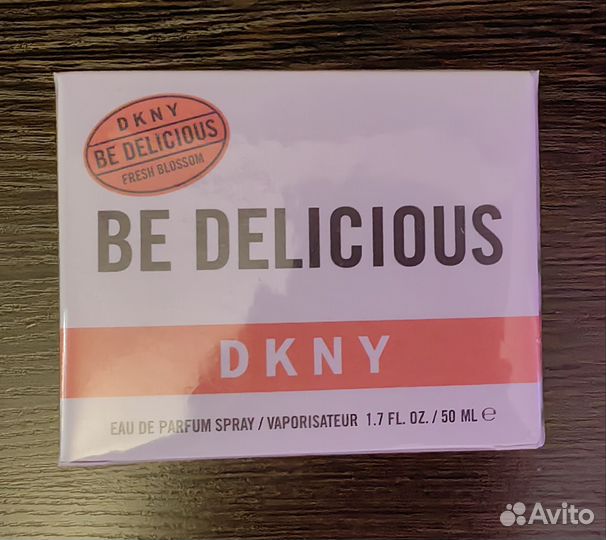 DKNY
BE DELICIOUS
FRESH BLOSSOM
BE DELICIOUS
DKNY
EAU DE PARFUM SPRAY / VAPORISATEUR 1.7 FL. OZ. / 50 ML ℮
Avito